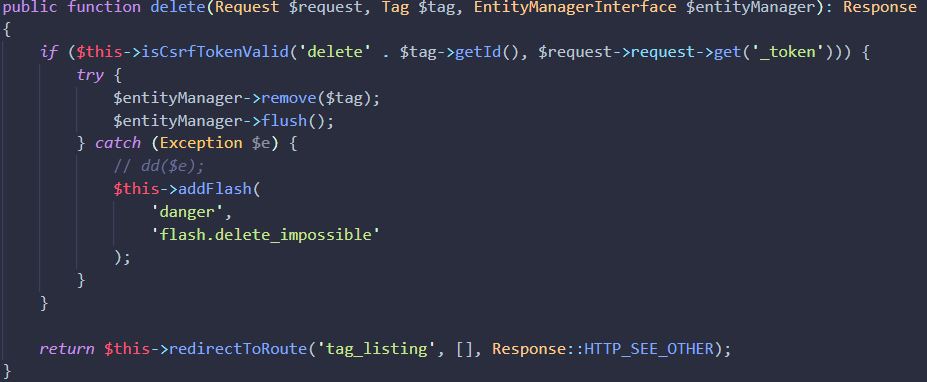 public function delete(Request $request, Tag $tag, EntityManagerInterface $entityManager): Response
{
    if ($this->isCsrfTokenValid('delete' . $tag->getId(), $request->request->get('_token'))) {
        try {
            $entityManager->remove($tag);
            $entityManager->flush();
        } catch (Exception $e) {
            // dd($e);
            $this->addFlash(
                'danger',
                'flash.delete_impossible'
            );
        }
    }

    return $this->redirectToRoute('tag_listing', [], Response::HTTP_SEE_OTHER);
}